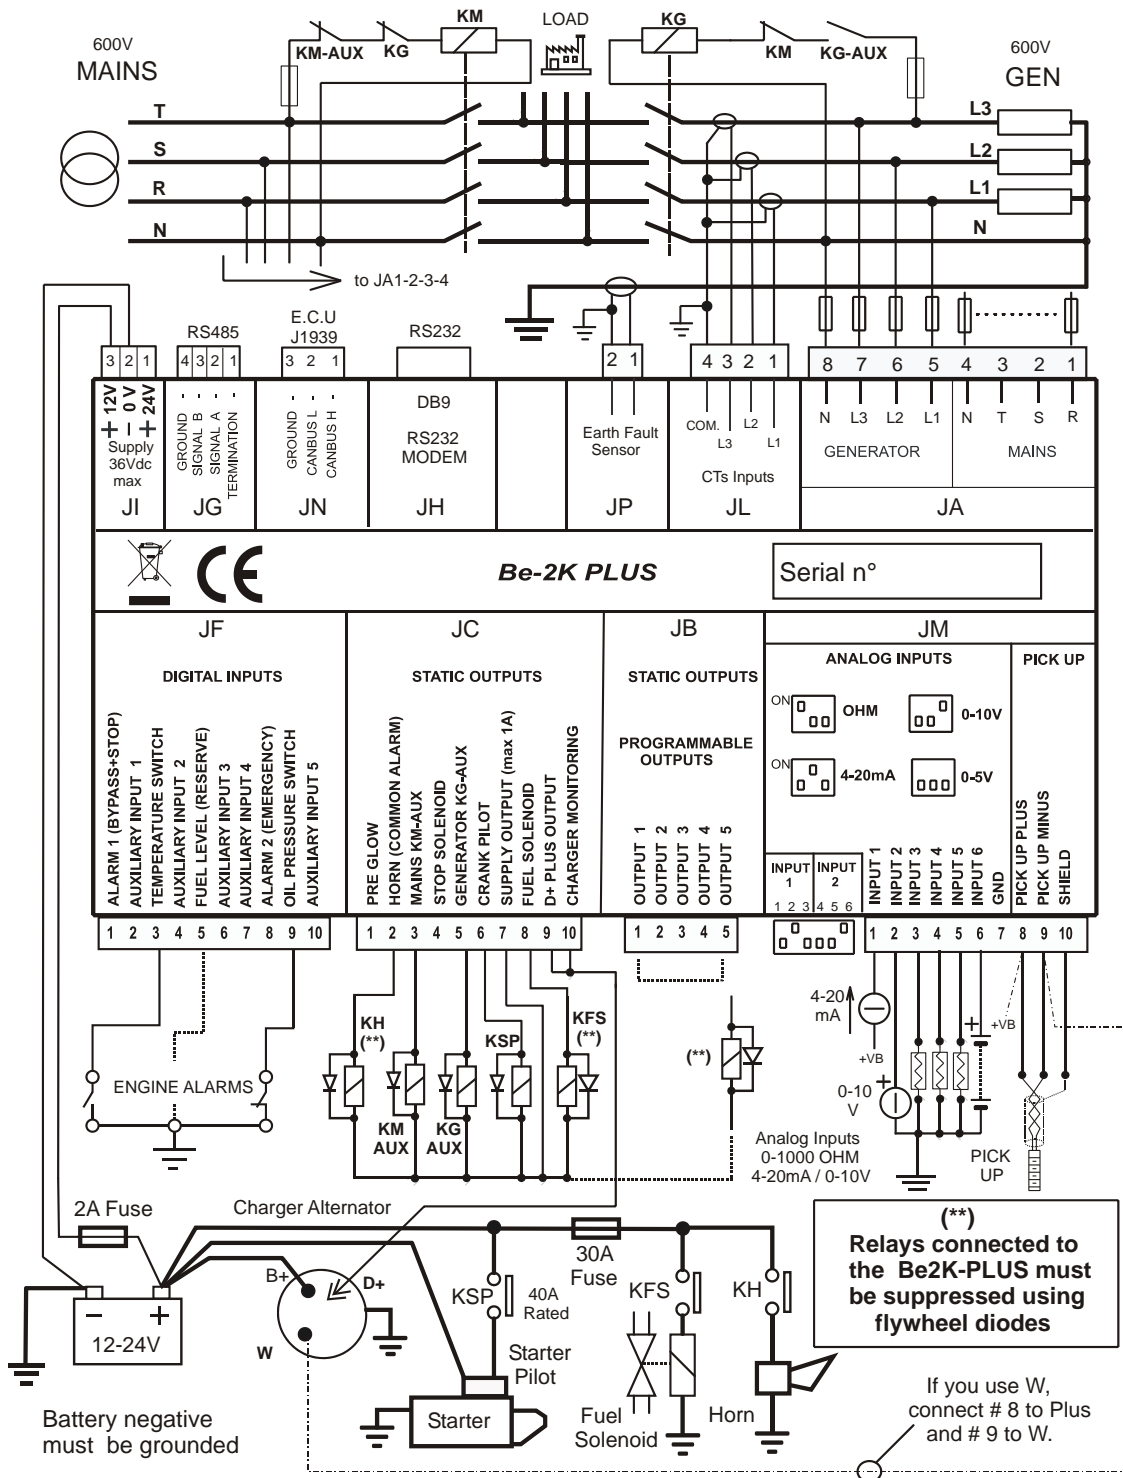 KM
LOAD
KG
600V
MAINS
KM-AUX
KG
KM
KG-AUX
600V
GEN
T
L3
S
L2
R
L1
N
N
to JA1-2-3-4
RS485
E.C.U
J1939
RS232
3 2 1
4 3 2 1
3 2 1
2 1
4 3 2 1
8 7 6 5 4 3 2 1
+ 12V
- 0 V
+ 24V
Supply
36Vdc
max
JI
GROUND -
SIGNAL B -
SIGNAL A -
TERMINATION -
JG
GROUND -
CANBUS L -
CANBUS H -
JN
DB9
RS232
MODEM
JH
Earth Fault
Sensor
JP
COM.
L3
L2
L1
CTs Inputs
JL
N L3 L2 L1 N T S R
GENERATOR
MAINS
JA
CE
Be-2K PLUS
Serial n°
JF
DIGITAL INPUTS
ALARM 1 (BYPASS+STOP)
AUXILIARY INPUT 1
TEMPERATURE SWITCH
AUXILIARY INPUT 2
FUEL LEVEL (RESERVE)
AUXILIARY INPUT 3
AUXILIARY INPUT 4
ALARM 2 (EMERGENCY)
OIL PRESSURE SWITCH
AUXILIARY INPUT 5
1 2 3 4 5 6 7 8 9 10
JC
STATIC OUTPUTS
PRE GLOW
HORN (COMMON ALARM)
MAINS KM-AUX
STOP SOLENOID
GENERATOR KG-AUX
CRANK PILOT
SUPPLY OUTPUT (max 1A)
FUEL SOLENOID
D+ PLUS OUTPUT
CHARGER MONITORING
1 2 3 4 5 6 7 8 9 10
JB
STATIC OUTPUTS
PROGRAMMABLE
OUTPUTS
OUTPUT 1
OUTPUT 2
OUTPUT 3
OUTPUT 4
OUTPUT 5
1 2 3 4 5
JM
ANALOG INPUTS
PICK UP
ON
OHM
0-10V
ON
4-20mA
0-5V
INPUT
1
INPUT
2
1 2 3 4 5 6
INPUT 1
INPUT 2
INPUT 3
INPUT 4
INPUT 5
INPUT 6
GND
PICK UP PLUS
PICK UP MINUS
SHIELD
1 2 3 4 5 6 7 8 9 10
ENGINE ALARMS
KH
(**)
KM
AUX
KG
AUX
KSP
KFS
(**)
(**)
4-20
mA
+VB
0-10
V
+
+
+VB
Analog Inputs
0-1000 OHM
4-20mA / 0-10V
PICK
UP
2A Fuse
Charger Alternator
B+
D+
W
- +
12-24V
Battery negative
must be grounded
KSP
40A
Rated
Starter
Pilot
Starter
30A
Fuse
KFS
Fuel
Solenoid
KH
Horn
(**)
Relays connected to
the Be2K-PLUS must
be suppressed using
flywheel diodes
If you use W,
connect # 8 to Plus
and # 9 to W.